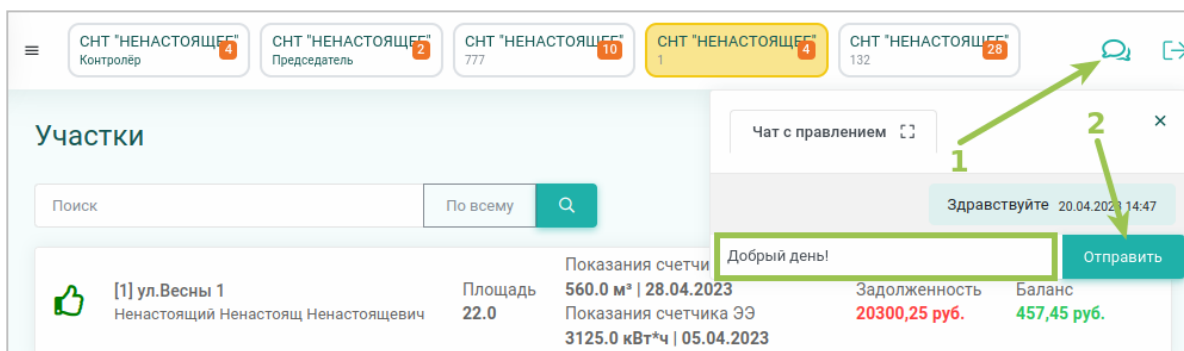 СНТ "НЕНАСТОЯЩЕЕ" 4
Контролёр
СНТ "НЕНАСТОЯЩЕЕ" 2
Председатель
СНТ "НЕНАСТОЯЩЕЕ" 10
777
СНТ "НЕНАСТОЯЩЕЕ" 4
1
СНТ "НЕНАСТОЯЩЕЕ" 28
132
Участки
Чат с правлением
1
2
Поиск
По всему
Здравствуйте 20.04.2023 14:47
Добрый день!
Отправить
[1] ул.Весны 1
Ненастоящий Ненастоящ Ненастоящевич
Площадь
22.0
Показания счетчи
560.0 м³ | 28.04.2023
Показания счетчика ЭЭ
3125.0 кВт*ч | 05.04.2023
Задолженность
20300,25 руб.
Баланс
457,45 руб.